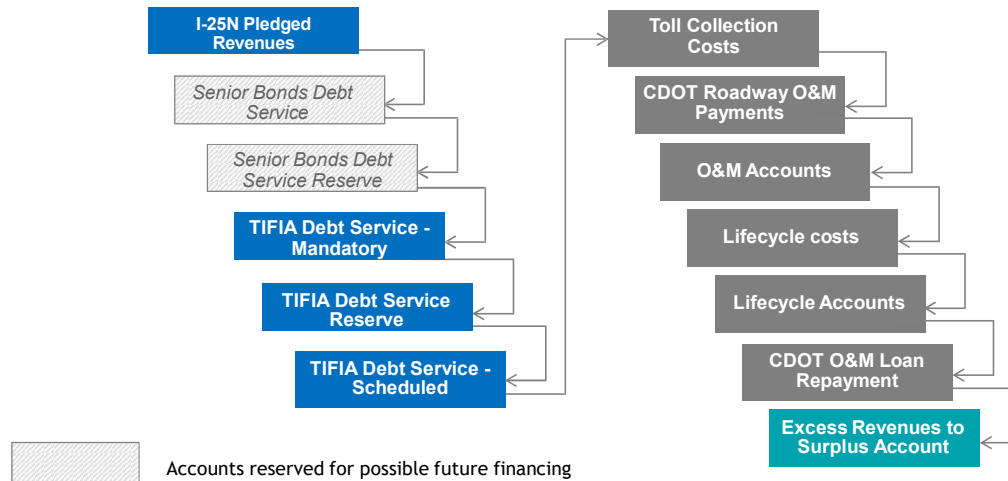 I-25N Pledged
Revenues
Senior Bonds Debt
Service
Senior Bonds Debt
Service Reserve
TIFIA Debt Service -
Mandatory
TIFIA Debt Service
Reserve
TIFIA Debt Service -
Scheduled
Toll Collection
Costs
CDOT Roadway O&M
Payments
O&M Accounts
Lifecycle costs
Lifecycle Accounts
CDOT O&M Loan
Repayment
Excess Revenues to
Surplus Account
Accounts reserved for possible future financing